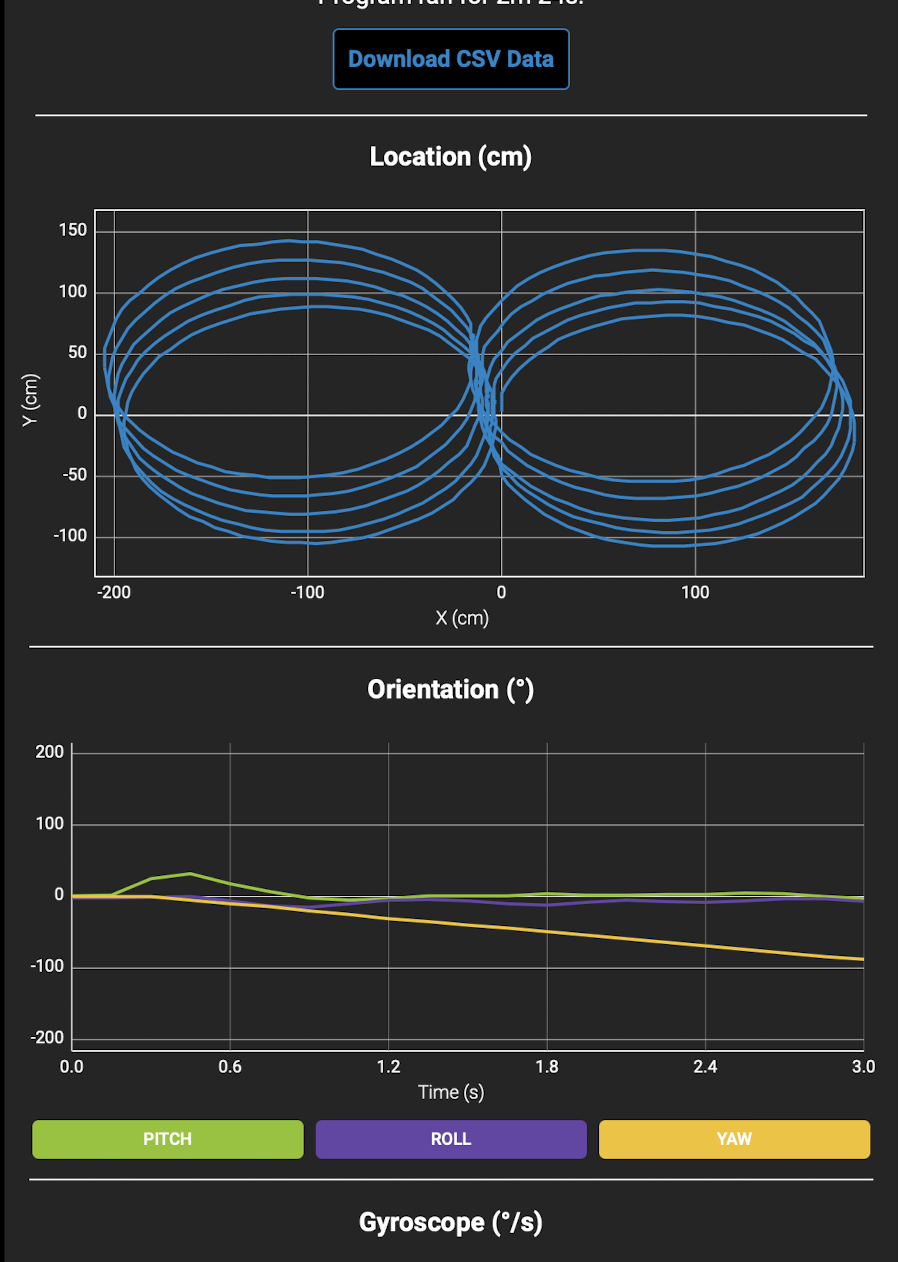 Download CSV Data
Location (cm)
150
100
50
0
-50
-100
Y (cm)
-200 -100 0 100
X (cm)
Orientation (°)
200
100
0
-100
-200
0.0 0.6 1.2 1.8 2.4 3.0
Time (s)
PITCH ROLL YAW
Gyroscope (°/s)